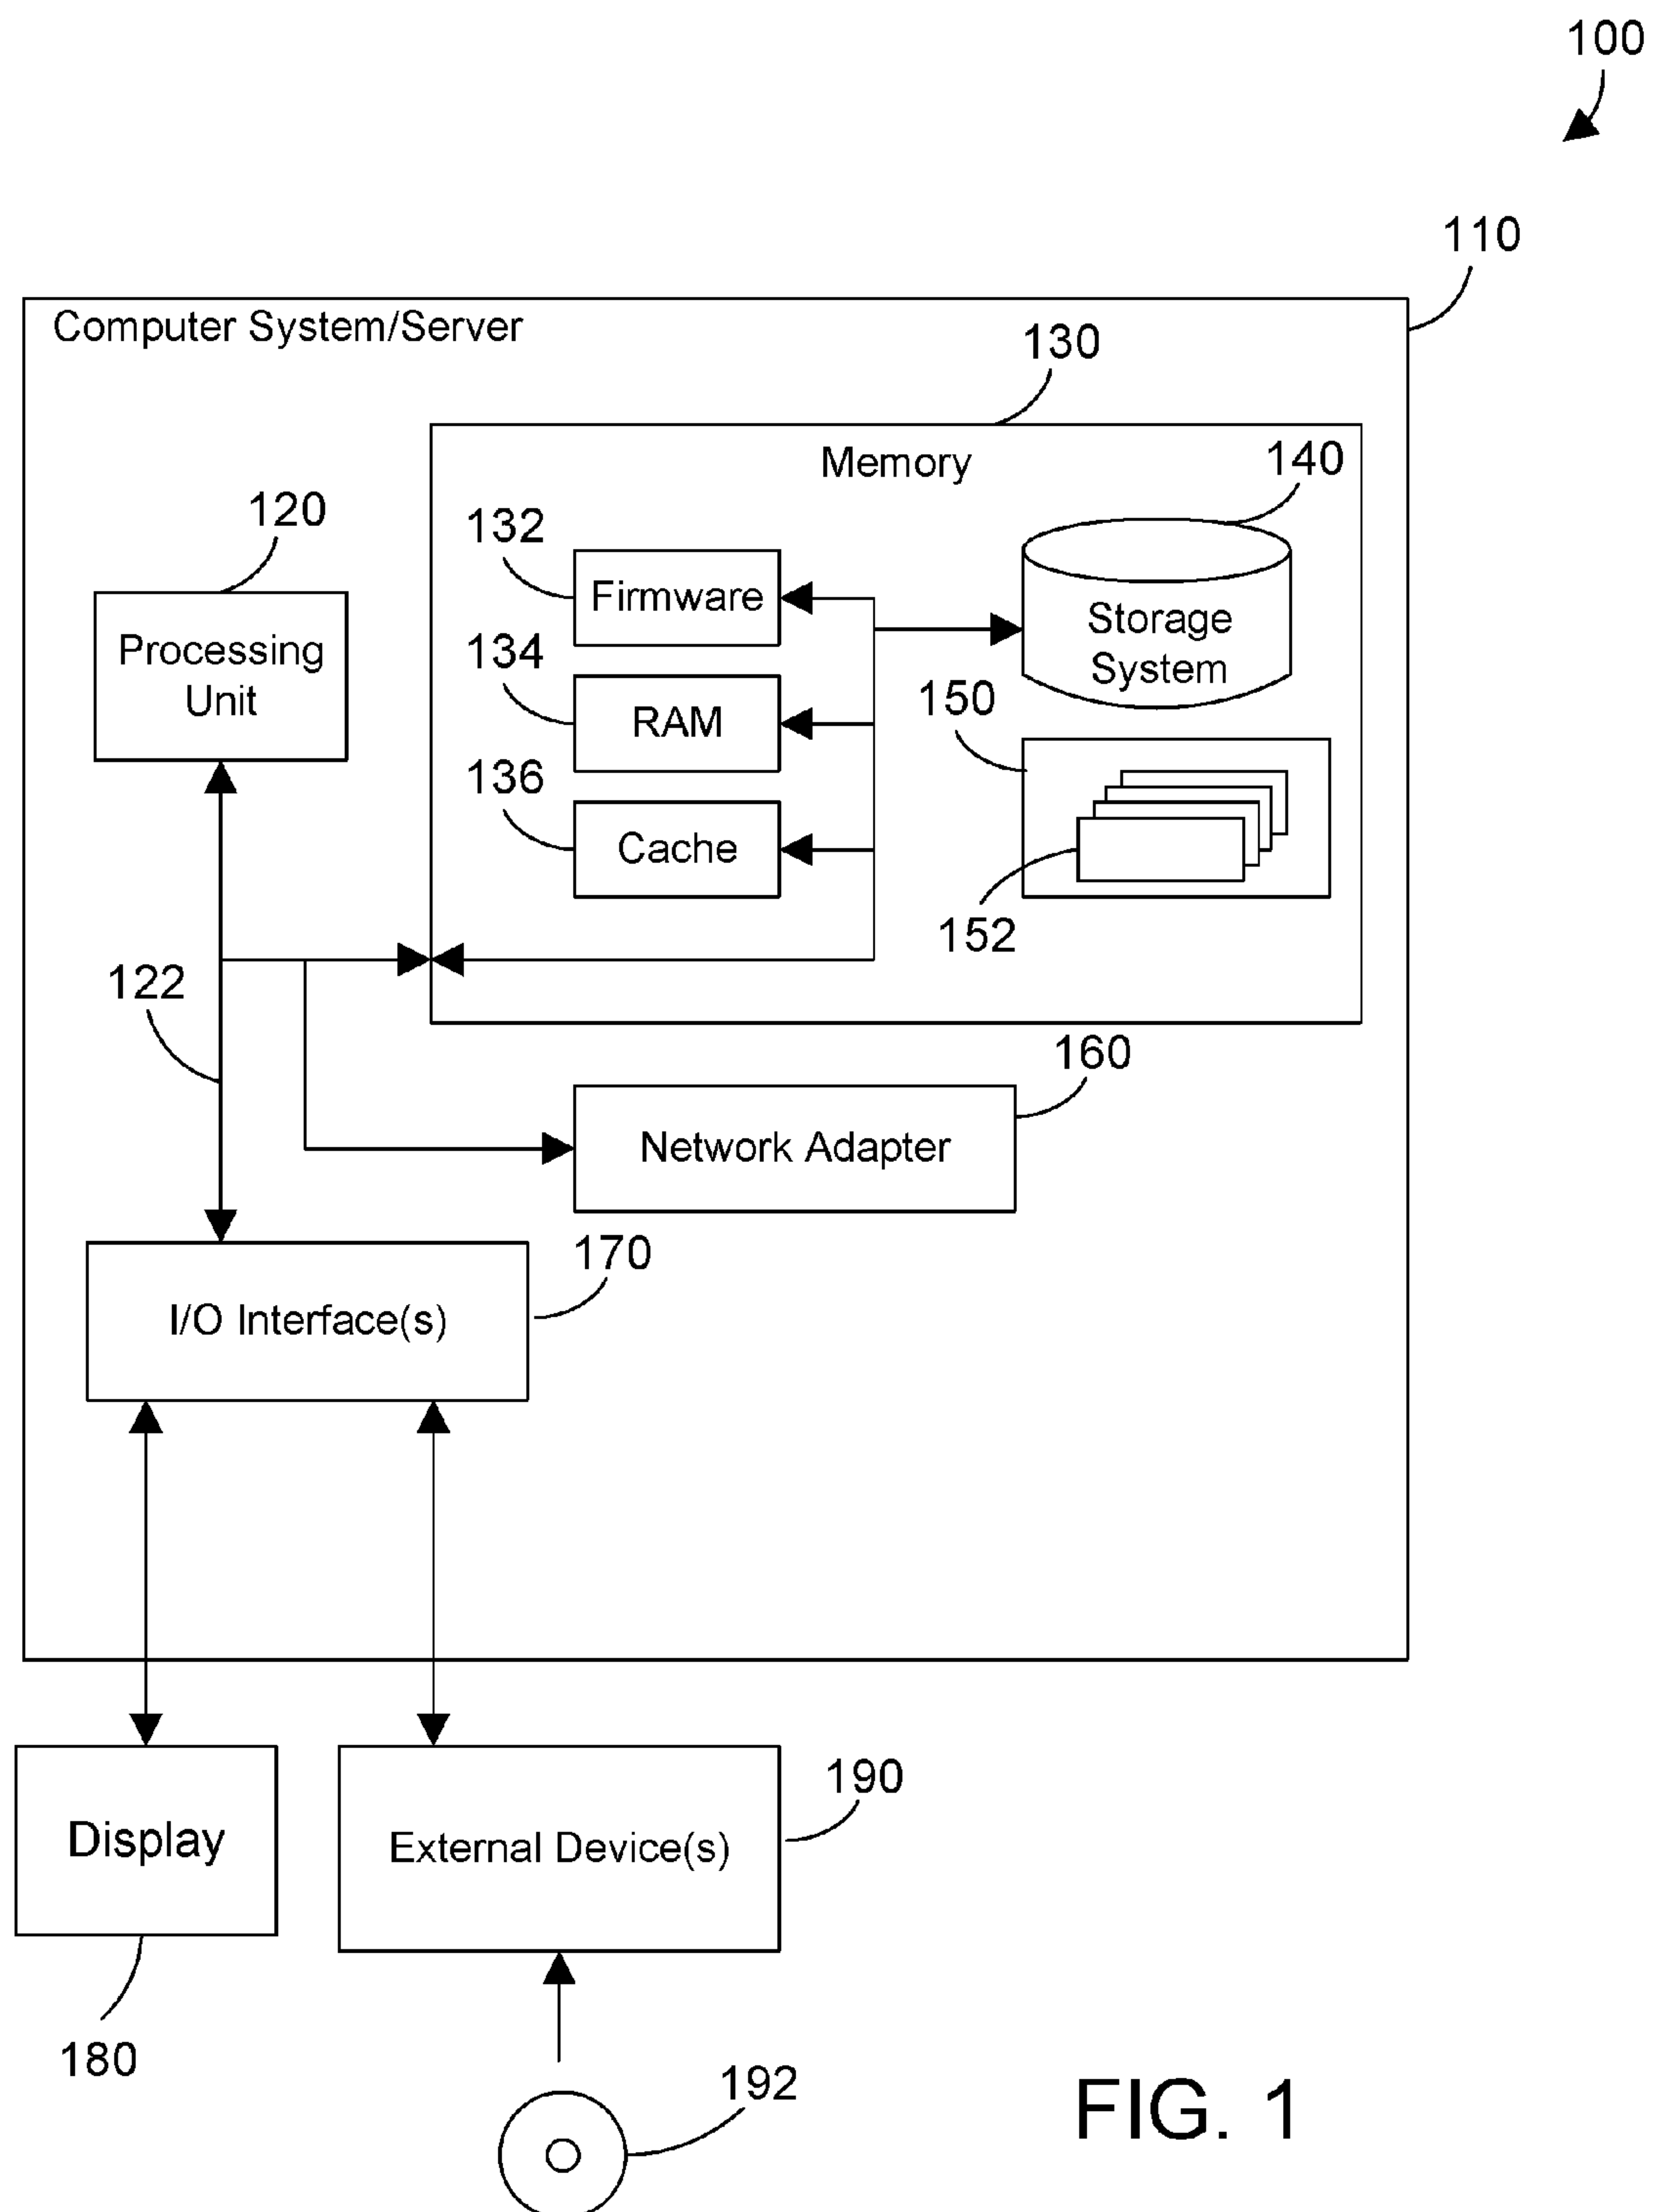 100
110
Computer System/Server
130
Memory
140
120
132
Firmware
Storage
System
Processing
Unit
134
RAM
150
136
Cache
152
122
160
Network Adapter
170
I/O Interface(s)
190
Display
External Device(s)
180
192
FIG. 1